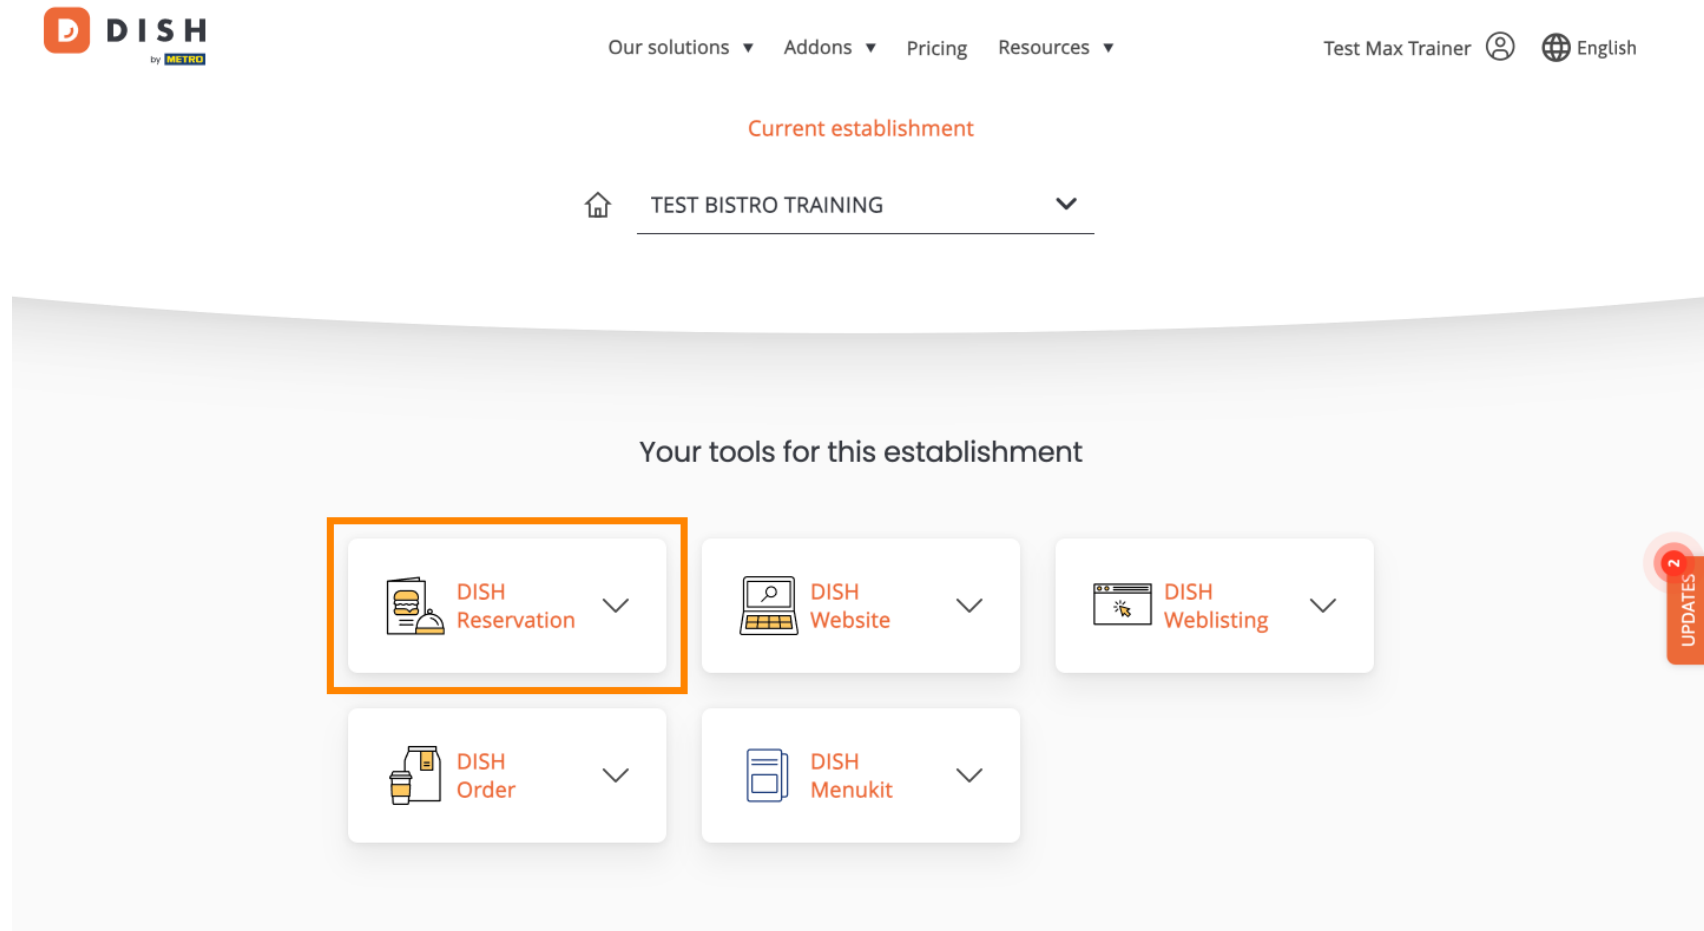 DISH
by METRO
Our solutions ▼ Addons ▼ Pricing Resources ▼
Test Max Trainer English
Current establishment
TEST BISTRO TRAINING
Your tools for this establishment
DISH
Reservation
DISH
Website
DISH
Weblisting
DISH
Order
DISH
Menukit
2
UPDATES